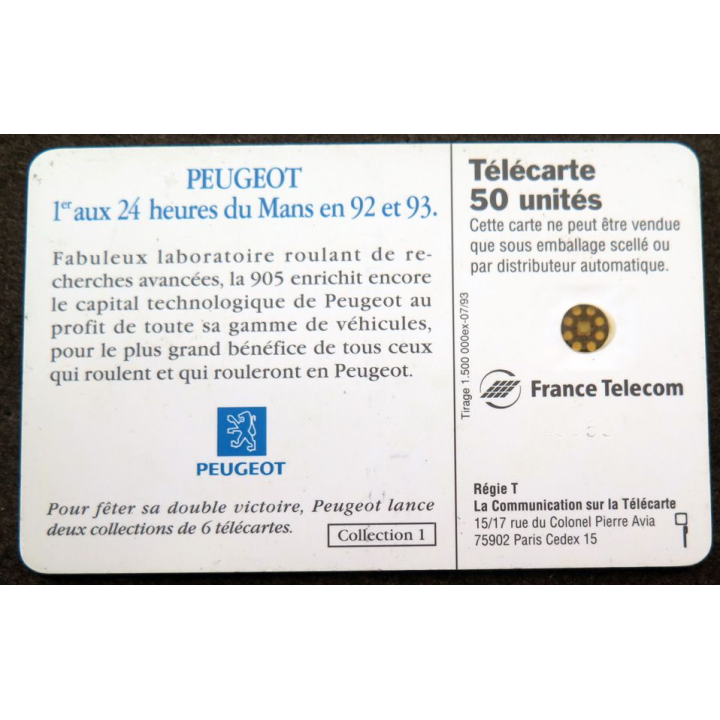 PEUGEOT
1er aux 24 heures du Mans en 92 et 93.
Fabuleux laboratoire roulant de re-
cherches avancées, la 905 enrichit encore
le capital technologique de Peugeot au
profit de toute sa gamme de véhicules,
pour le plus grand bénéfice de tous ceux
qui roulent et qui rouleront en Peugeot.
PEUGEOT
Pour fêter sa double victoire, Peugeot lance
deux collections de 6 télécartes.
Collection 1
Télécarte
50 unités
Cette carte ne peut être vendue
que sous emballage scellé ou
par distributeur automatique.
Tirage 1.500 000ex-07/93
France Telecom
Régie T
La Communication sur la Télécarte
15/17 rue du Colonel Pierre Avia
75902 Paris Cedex 15